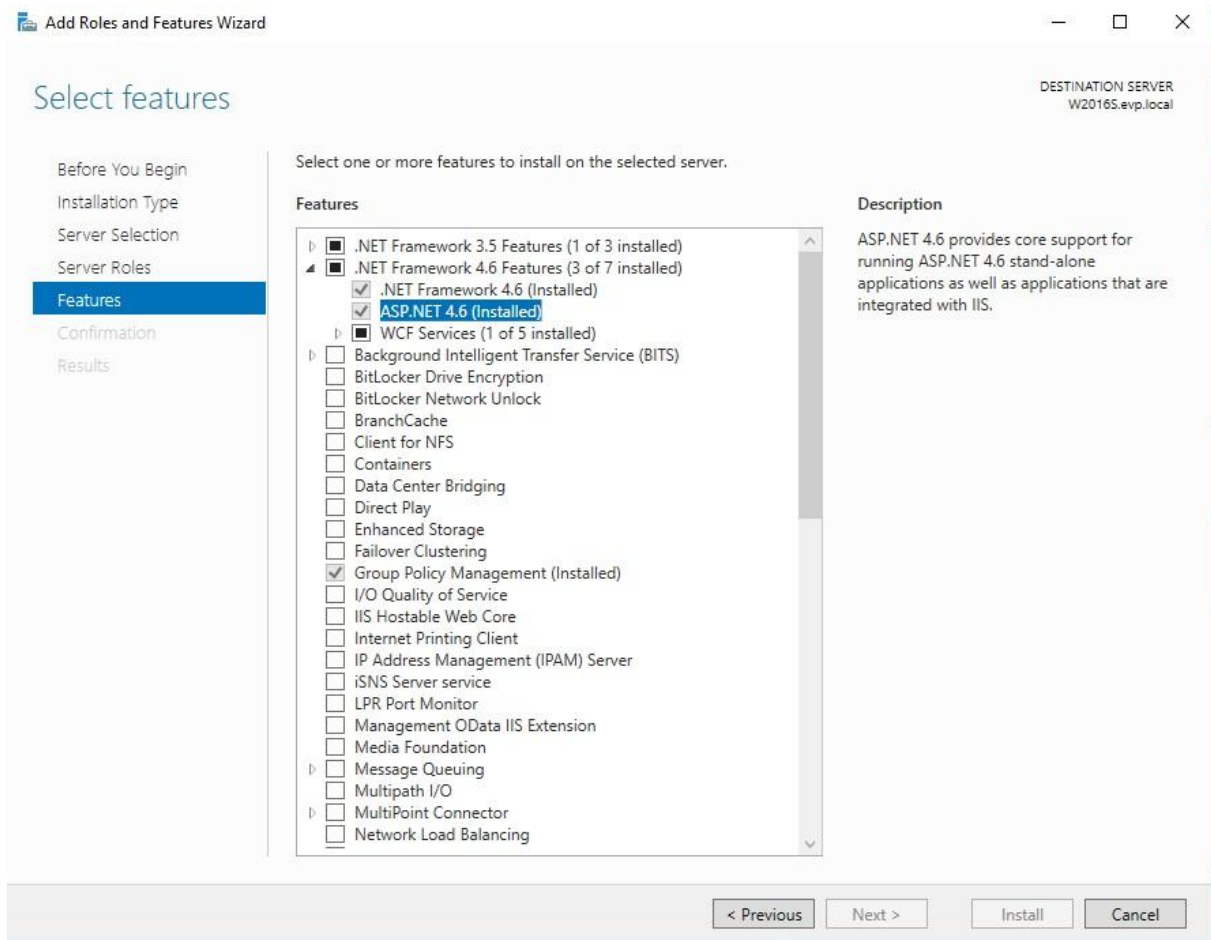 Add Roles and Features Wizard
Select features
DESTINATION SERVER
W2016S.evp.local
Before You Begin
Installation Type
Server Selection
Server Roles
Features
Confirmation
Results
Select one or more features to install on the selected server.
Features
.NET Framework 3.5 Features (1 of 3 installed)
.NET Framework 4.6 Features (3 of 7 installed)
.NET Framework 4.6 (Installed)
ASP.NET 4.6 (Installed)
WCF Services (1 of 5 installed)
Background Intelligent Transfer Service (BITS)
BitLocker Drive Encryption
BitLocker Network Unlock
BranchCache
Client for NFS
Containers
Data Center Bridging
Direct Play
Enhanced Storage
Failover Clustering
Group Policy Management (Installed)
I/O Quality of Service
IIS Hostable Web Core
Internet Printing Client
IP Address Management (IPAM) Server
iSNS Server service
LPR Port Monitor
Management OData IIS Extension
Media Foundation
Message Queuing
Multipath I/O
MultiPoint Connector
Network Load Balancing
Description
ASP.NET 4.6 provides core support for
running ASP.NET 4.6 stand-alone
applications as well as applications that are
integrated with IIS.
< Previous
Next >
Install
Cancel